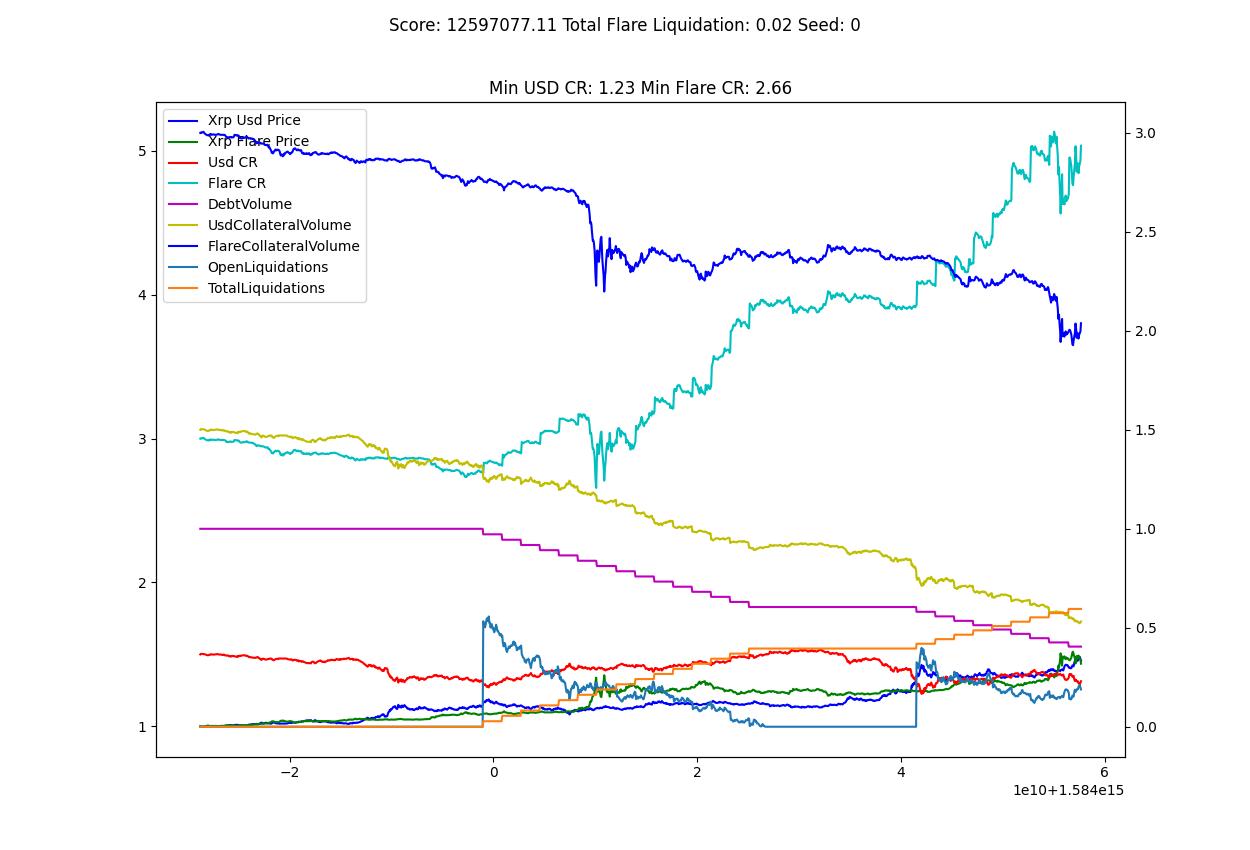 Score: 12597077.11 Total Flare Liquidation: 0.02 Seed: 0
Min USD CR: 1.23 Min Flare CR: 2.66
Xrp Usd Price
Xrp Flare Price
Usd CR
Flare CR
DebtVolume
UsdCollateralVolume
FlareCollateralVolume
OpenLiquidations
TotalLiquidations
5
4
3
2
1
3.0
2.5
2.0
1.5
1.0
0.5
0.0
−2
0
2
4
6
1e10+1.584e15